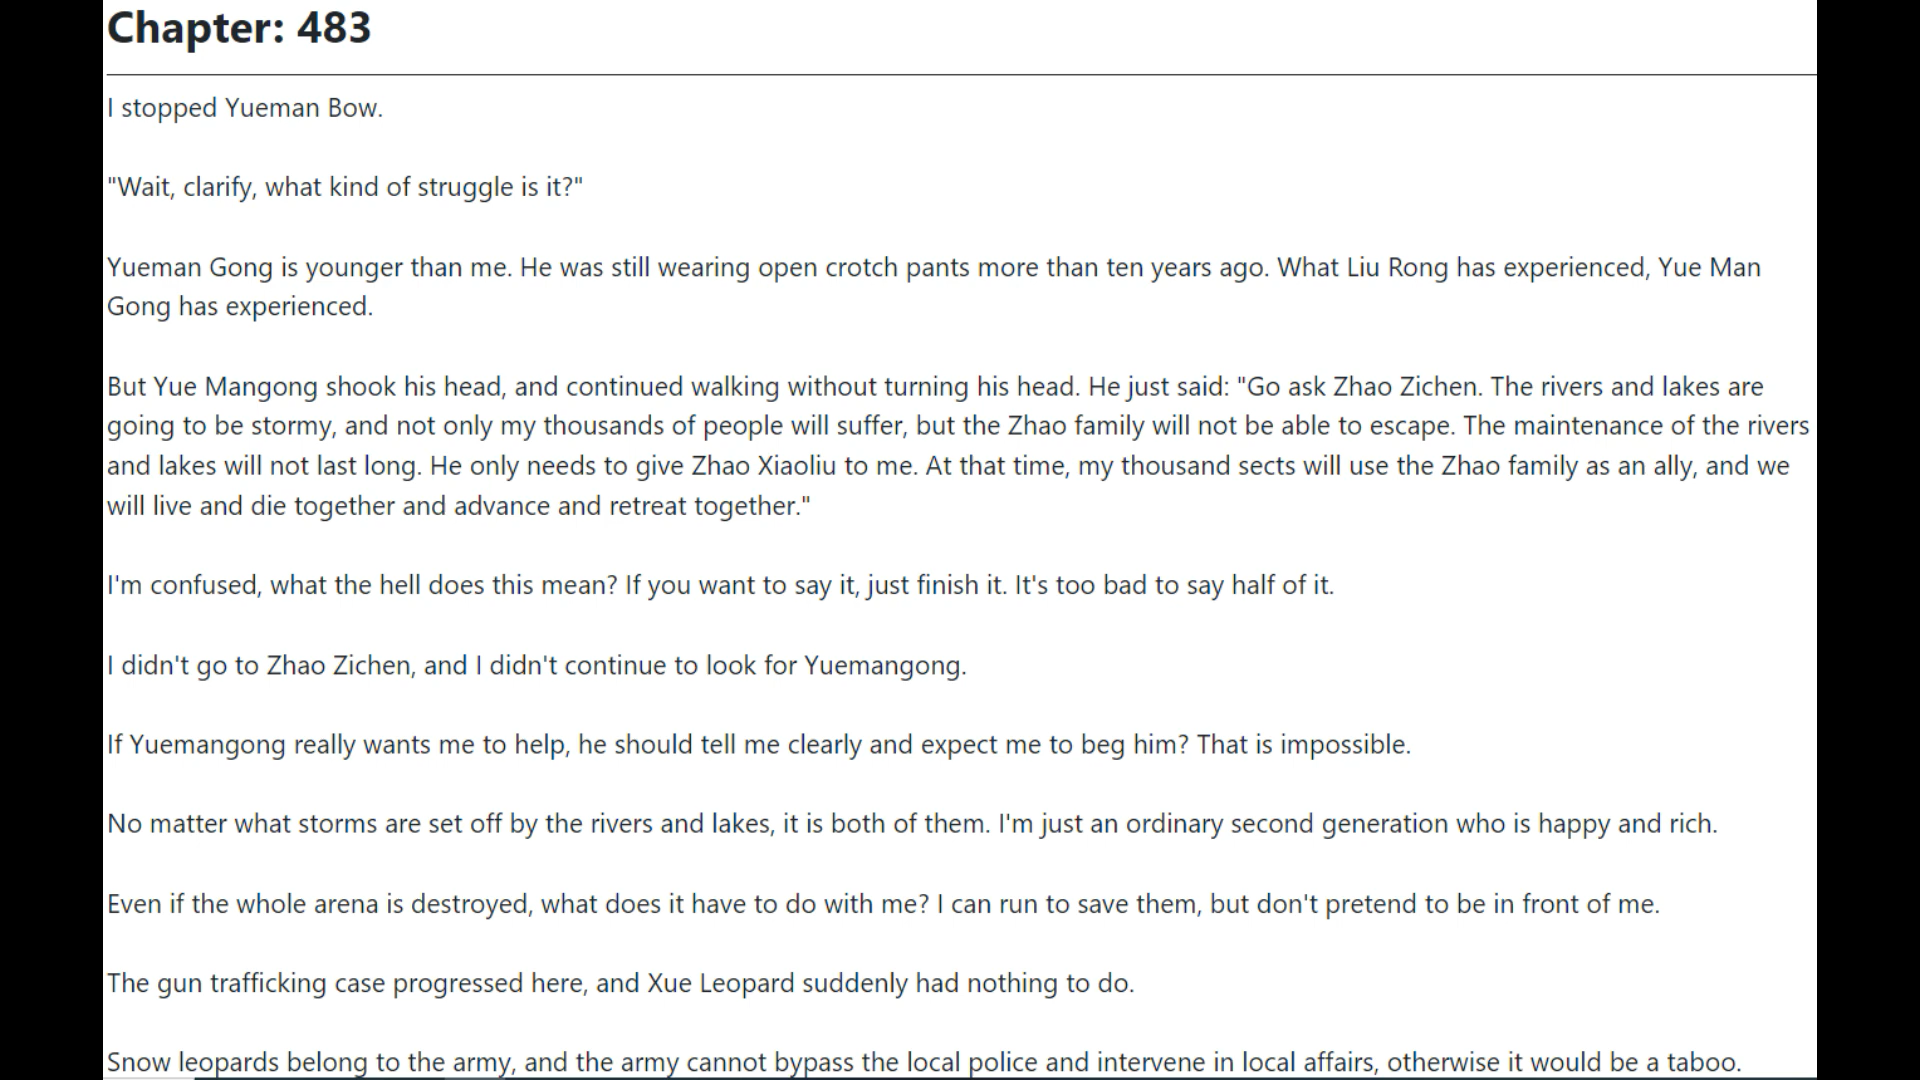 Chapter: 483
I stopped Yueman Bow.
"Wait, clarify, what kind of struggle is it?"
Yueman Gong is younger than me. He was still wearing open crotch pants more than ten years ago. What Liu Rong has experienced, Yue Man
Gong has experienced.
But Yue Mangong shook his head, and continued walking without turning his head. He just said: "Go ask Zhao Zichen. The rivers and lakes are
going to be stormy, and not only my thousands of people will suffer, but the Zhao family will not be able to escape. The maintenance of the rivers
and lakes will not last long. He only needs to give Zhao Xiaoliu to me. At that time, my thousand sects will use the Zhao family as an ally, and we
will live and die together and advance and retreat together."
I'm confused, what the hell does this mean? If you want to say it, just finish it. It's too bad to say half of it.
I didn't go to Zhao Zichen, and I didn't continue to look for Yuemangong.
If Yuemangong really wants me to help, he should tell me clearly and expect me to beg him? That is impossible.
No matter what storms are set off by the rivers and lakes, it is both of them. I'm just an ordinary second generation who is happy and rich.
Even if the whole arena is destroyed, what does it have to do with me? I can run to save them, but don't pretend to be in front of me.
The gun trafficking case progressed here, and Xue Leopard suddenly had nothing to do.
Snow leopards belong to the army, and the army cannot bypass the local police and intervene in local affairs, otherwise it would be a taboo.